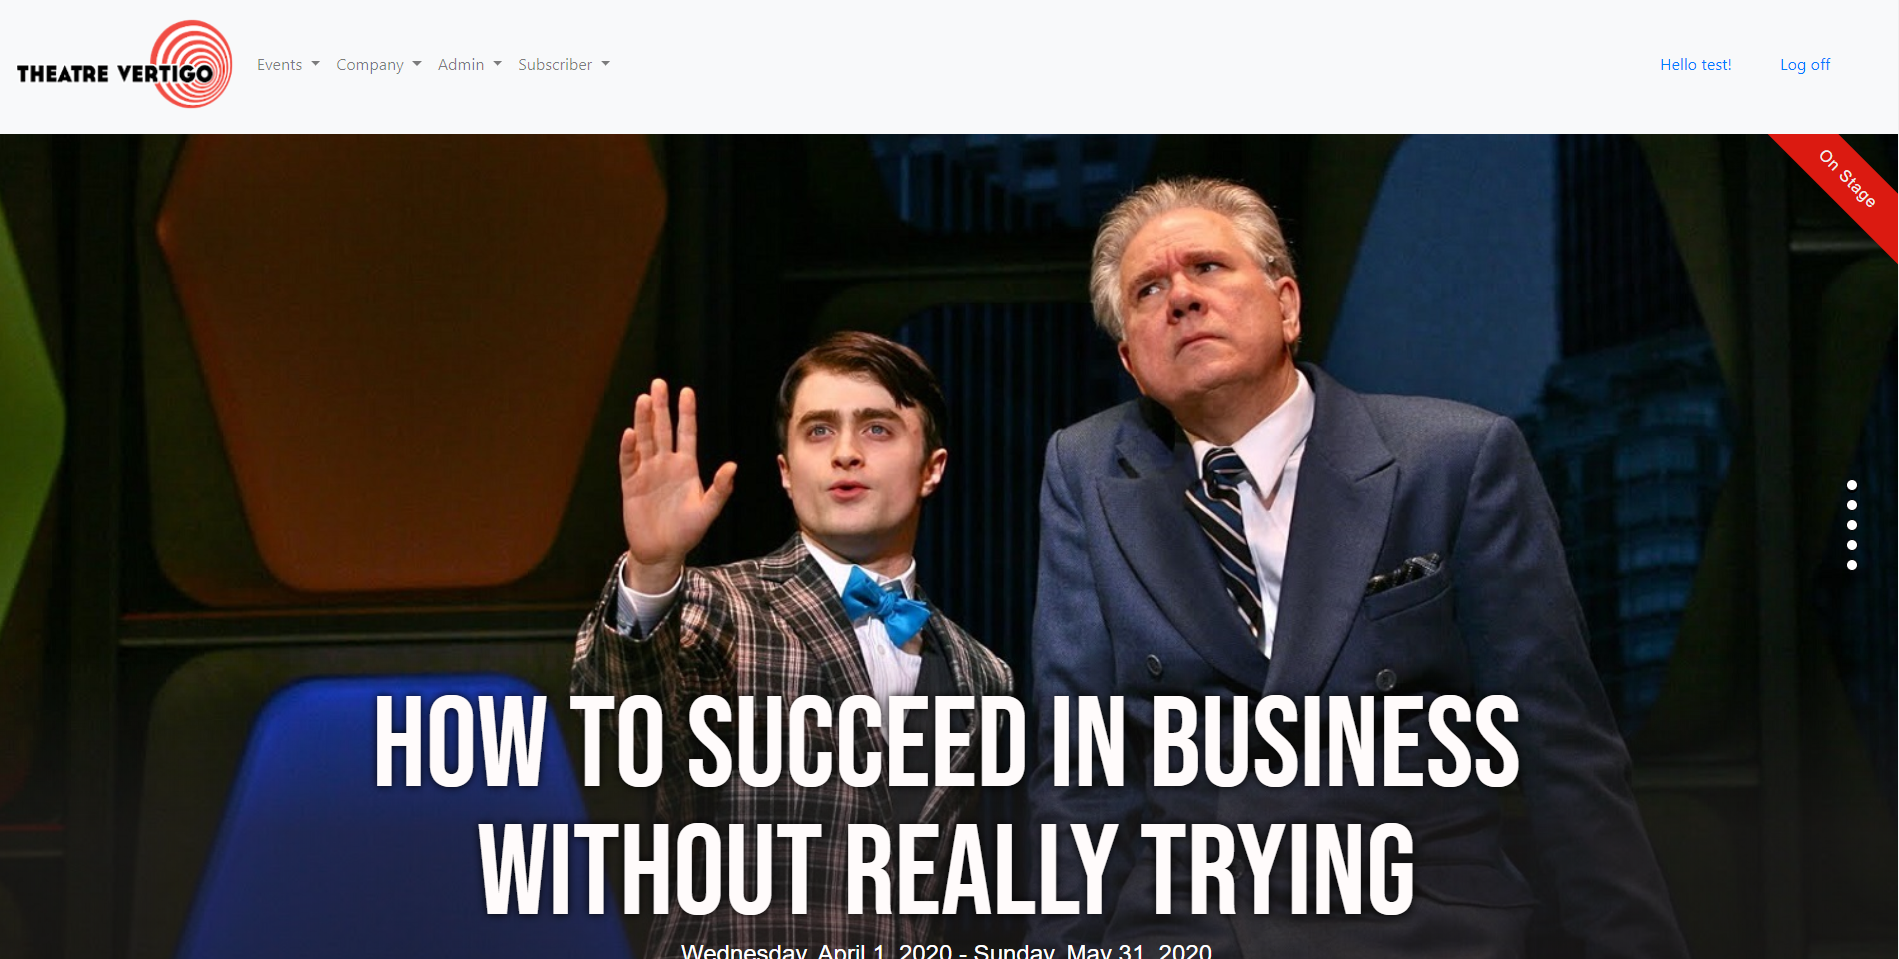 THEATRE VERTIGO
Events
Company
Admin
Subscriber
Hello test!
Log off
On Stage
HOW TO SUCCEED IN BUSINESS
WITHOUT REALLY TRYING
Wednesday, April 1, 2020 - Sunday, May 31, 2020